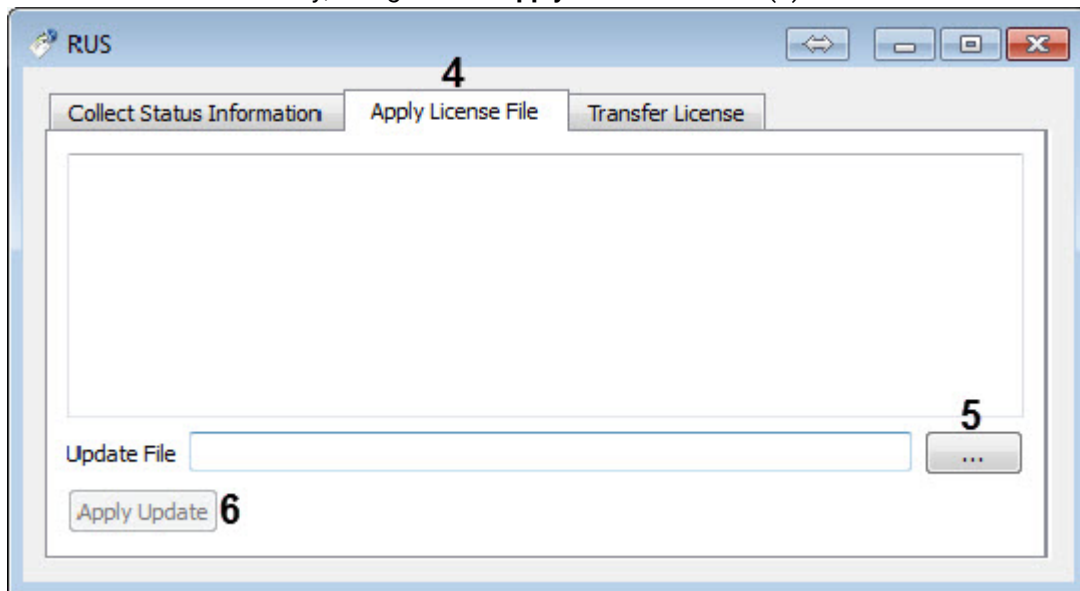 RUS
4
Collect Status Information Apply License File Transfer License
5
Update File ...
Apply Update 6